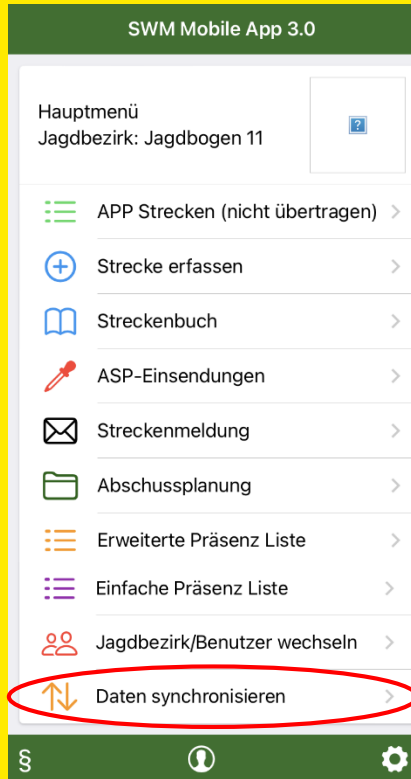 SWM Mobile App 3.0
Hauptmenü
Jagdbezirk: Jagdbogen 11
?
APP Strecken (nicht übertragen)
Strecke erfassen
Streckenbuch
ASP-Einsendungen
Streckenmeldung
Abschussplanung
Erweiterte Präsenz Liste
Einfache Präsenz Liste
Jagdbezirk/Benutzer wechseln
Daten synchronisieren
§